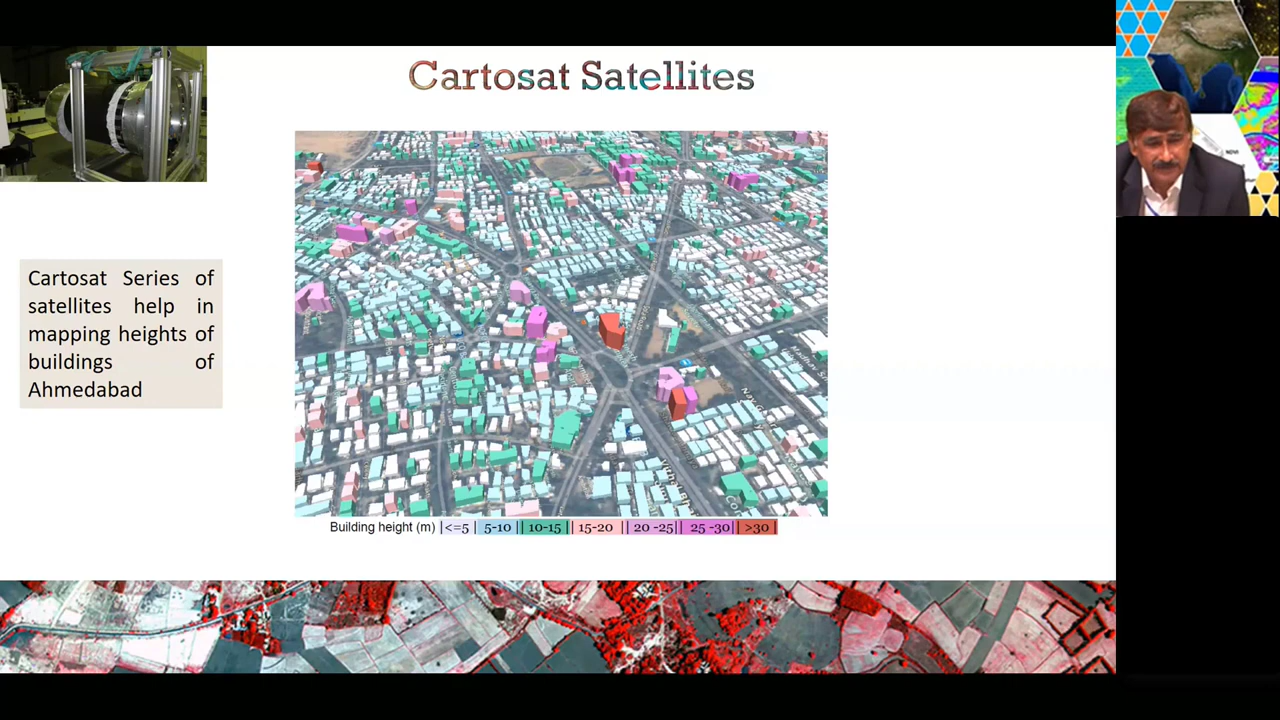 Cartosat Satellites
Cartosat Series of
satellites help in
mapping heights of
buildings of
Ahmedabad
Building height (m) |<=5 | 5-10 || 10-15 || 15-20 || 20 -25|| 25 -30|| >30 |
NDVI